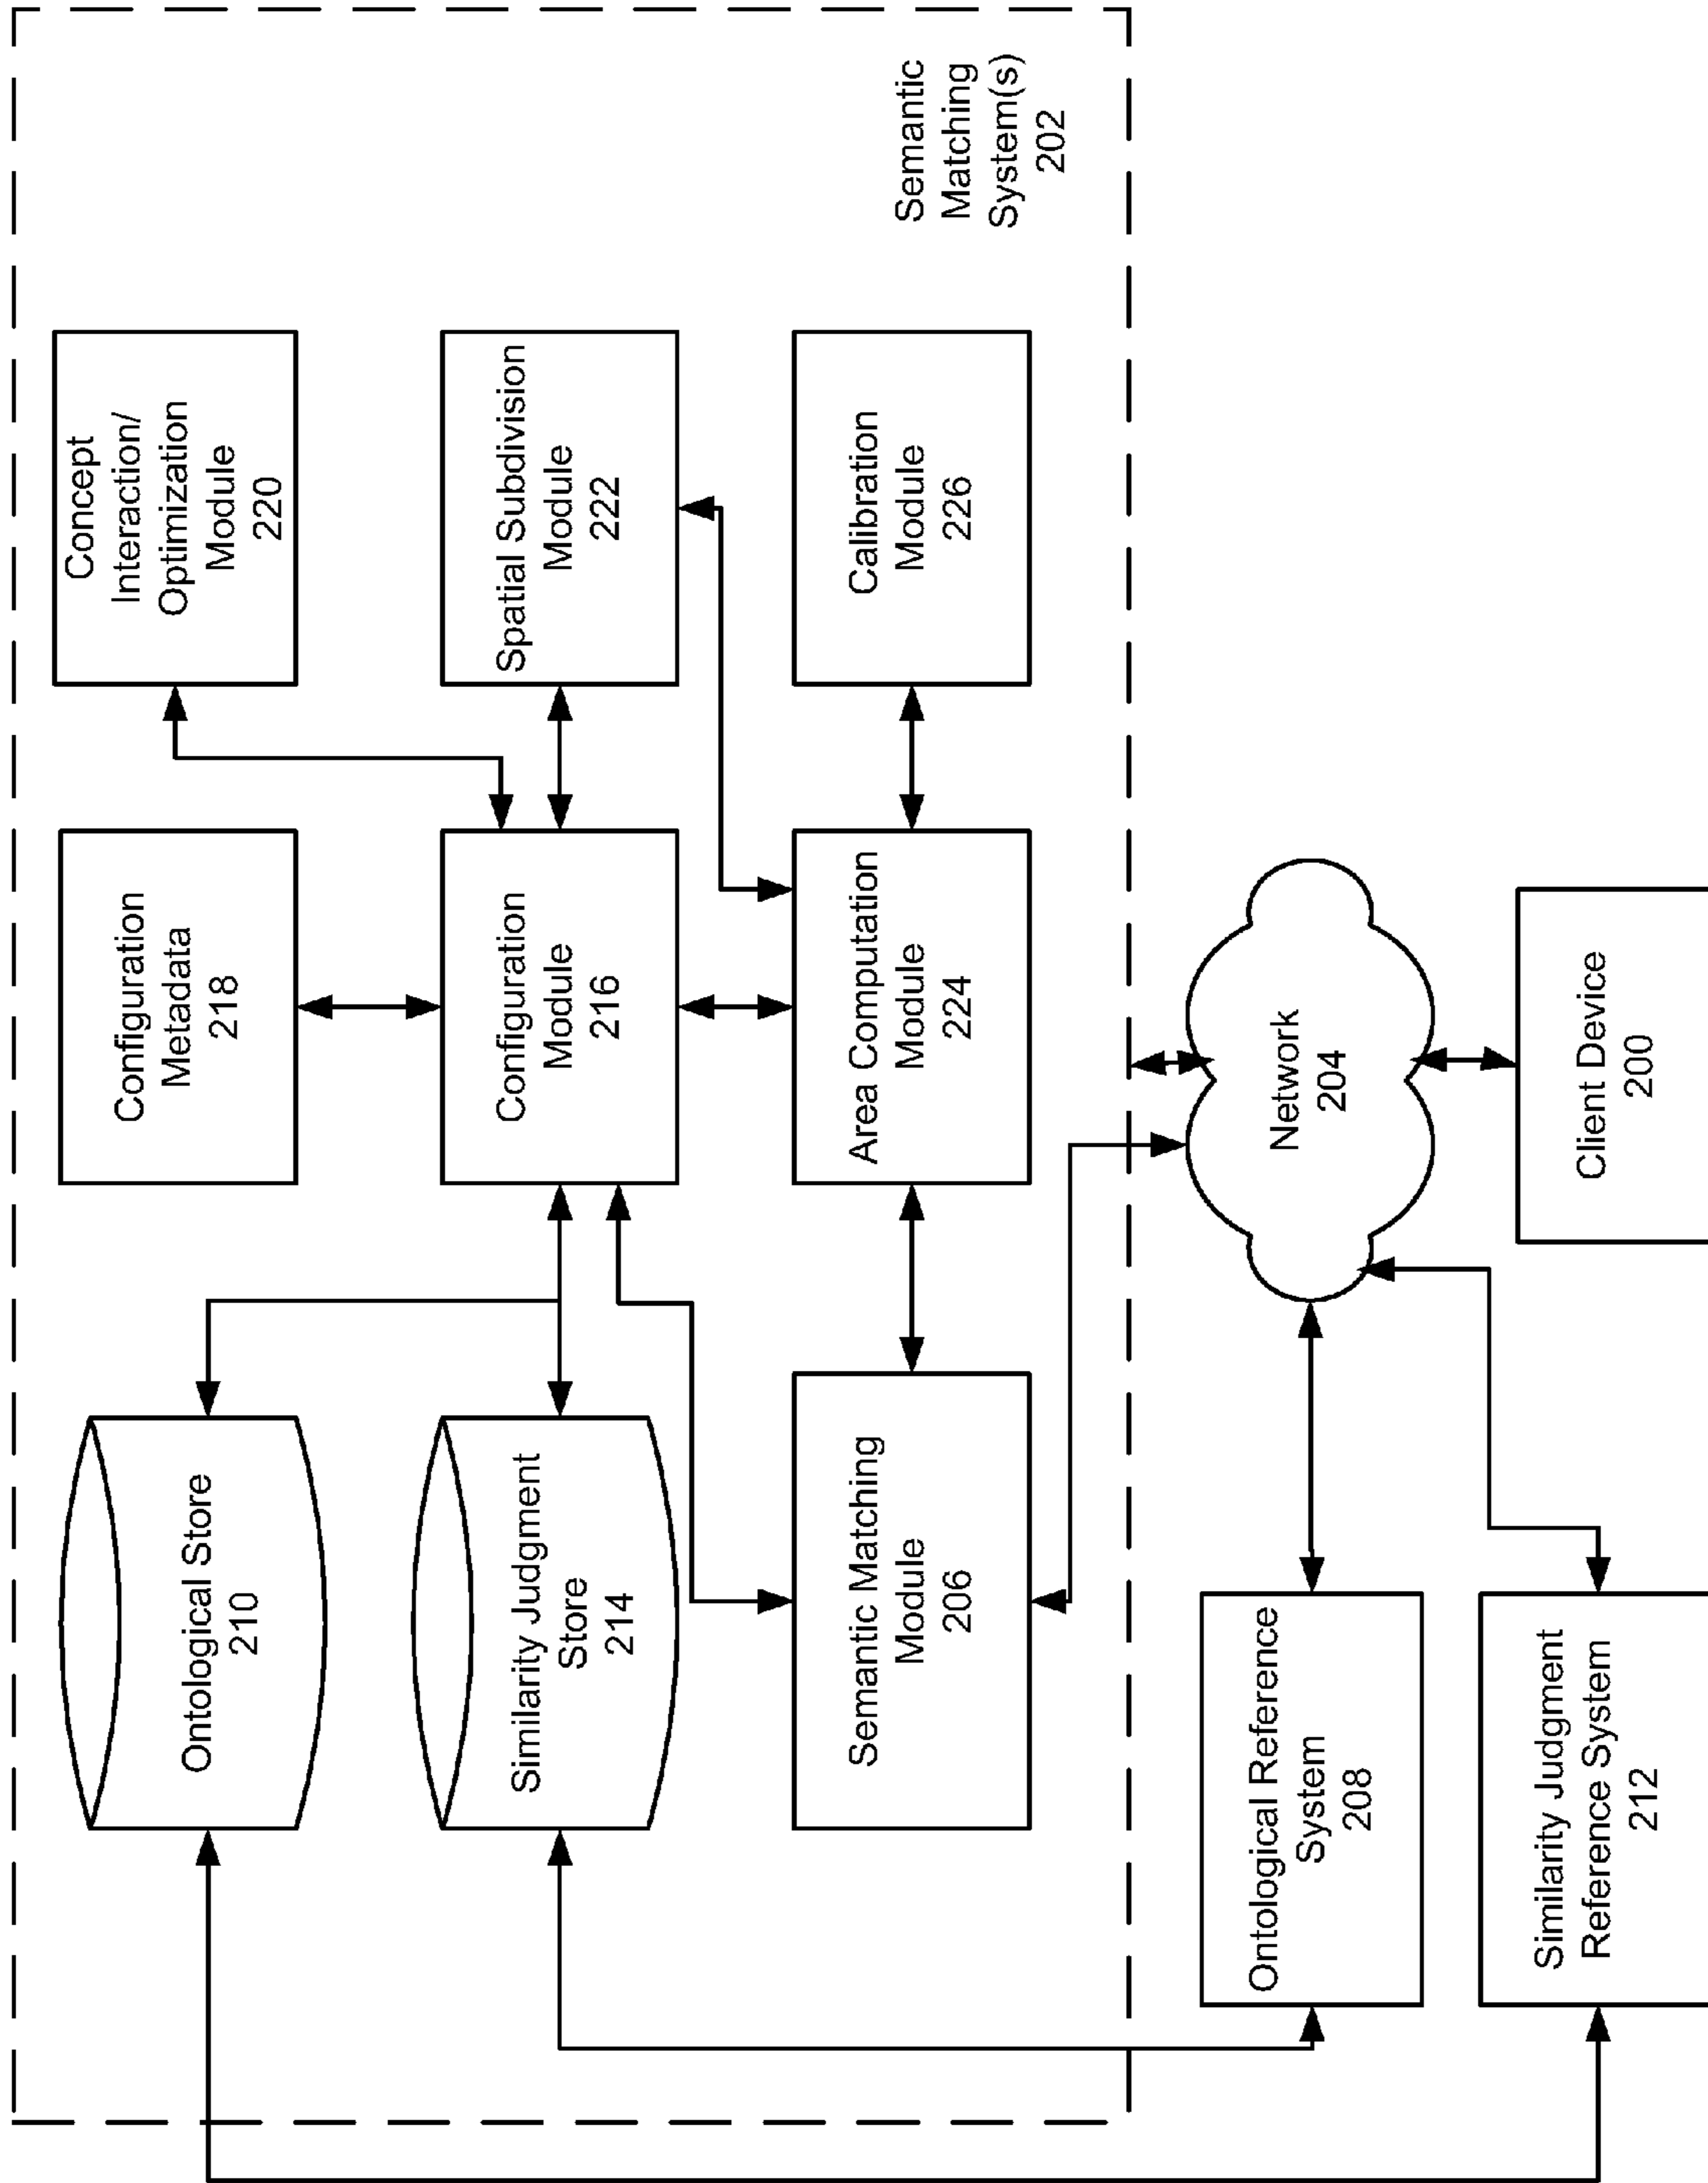 Ontological Store
210
Configuration
Metadata
218
Concept
Interaction/
Optimization
Module
220
Similarity Judgment
Store
214
Configuration
Module
216
Spatial Subdivision
Module
222
Semantic Matching
Module
206
Area Computation
Module
224
Calibration
Module
226
Semantic
Matching
System(s)
202
Ontological Reference
System
208
Network
204
Similarity Judgment
Reference System
212
Client Device
200